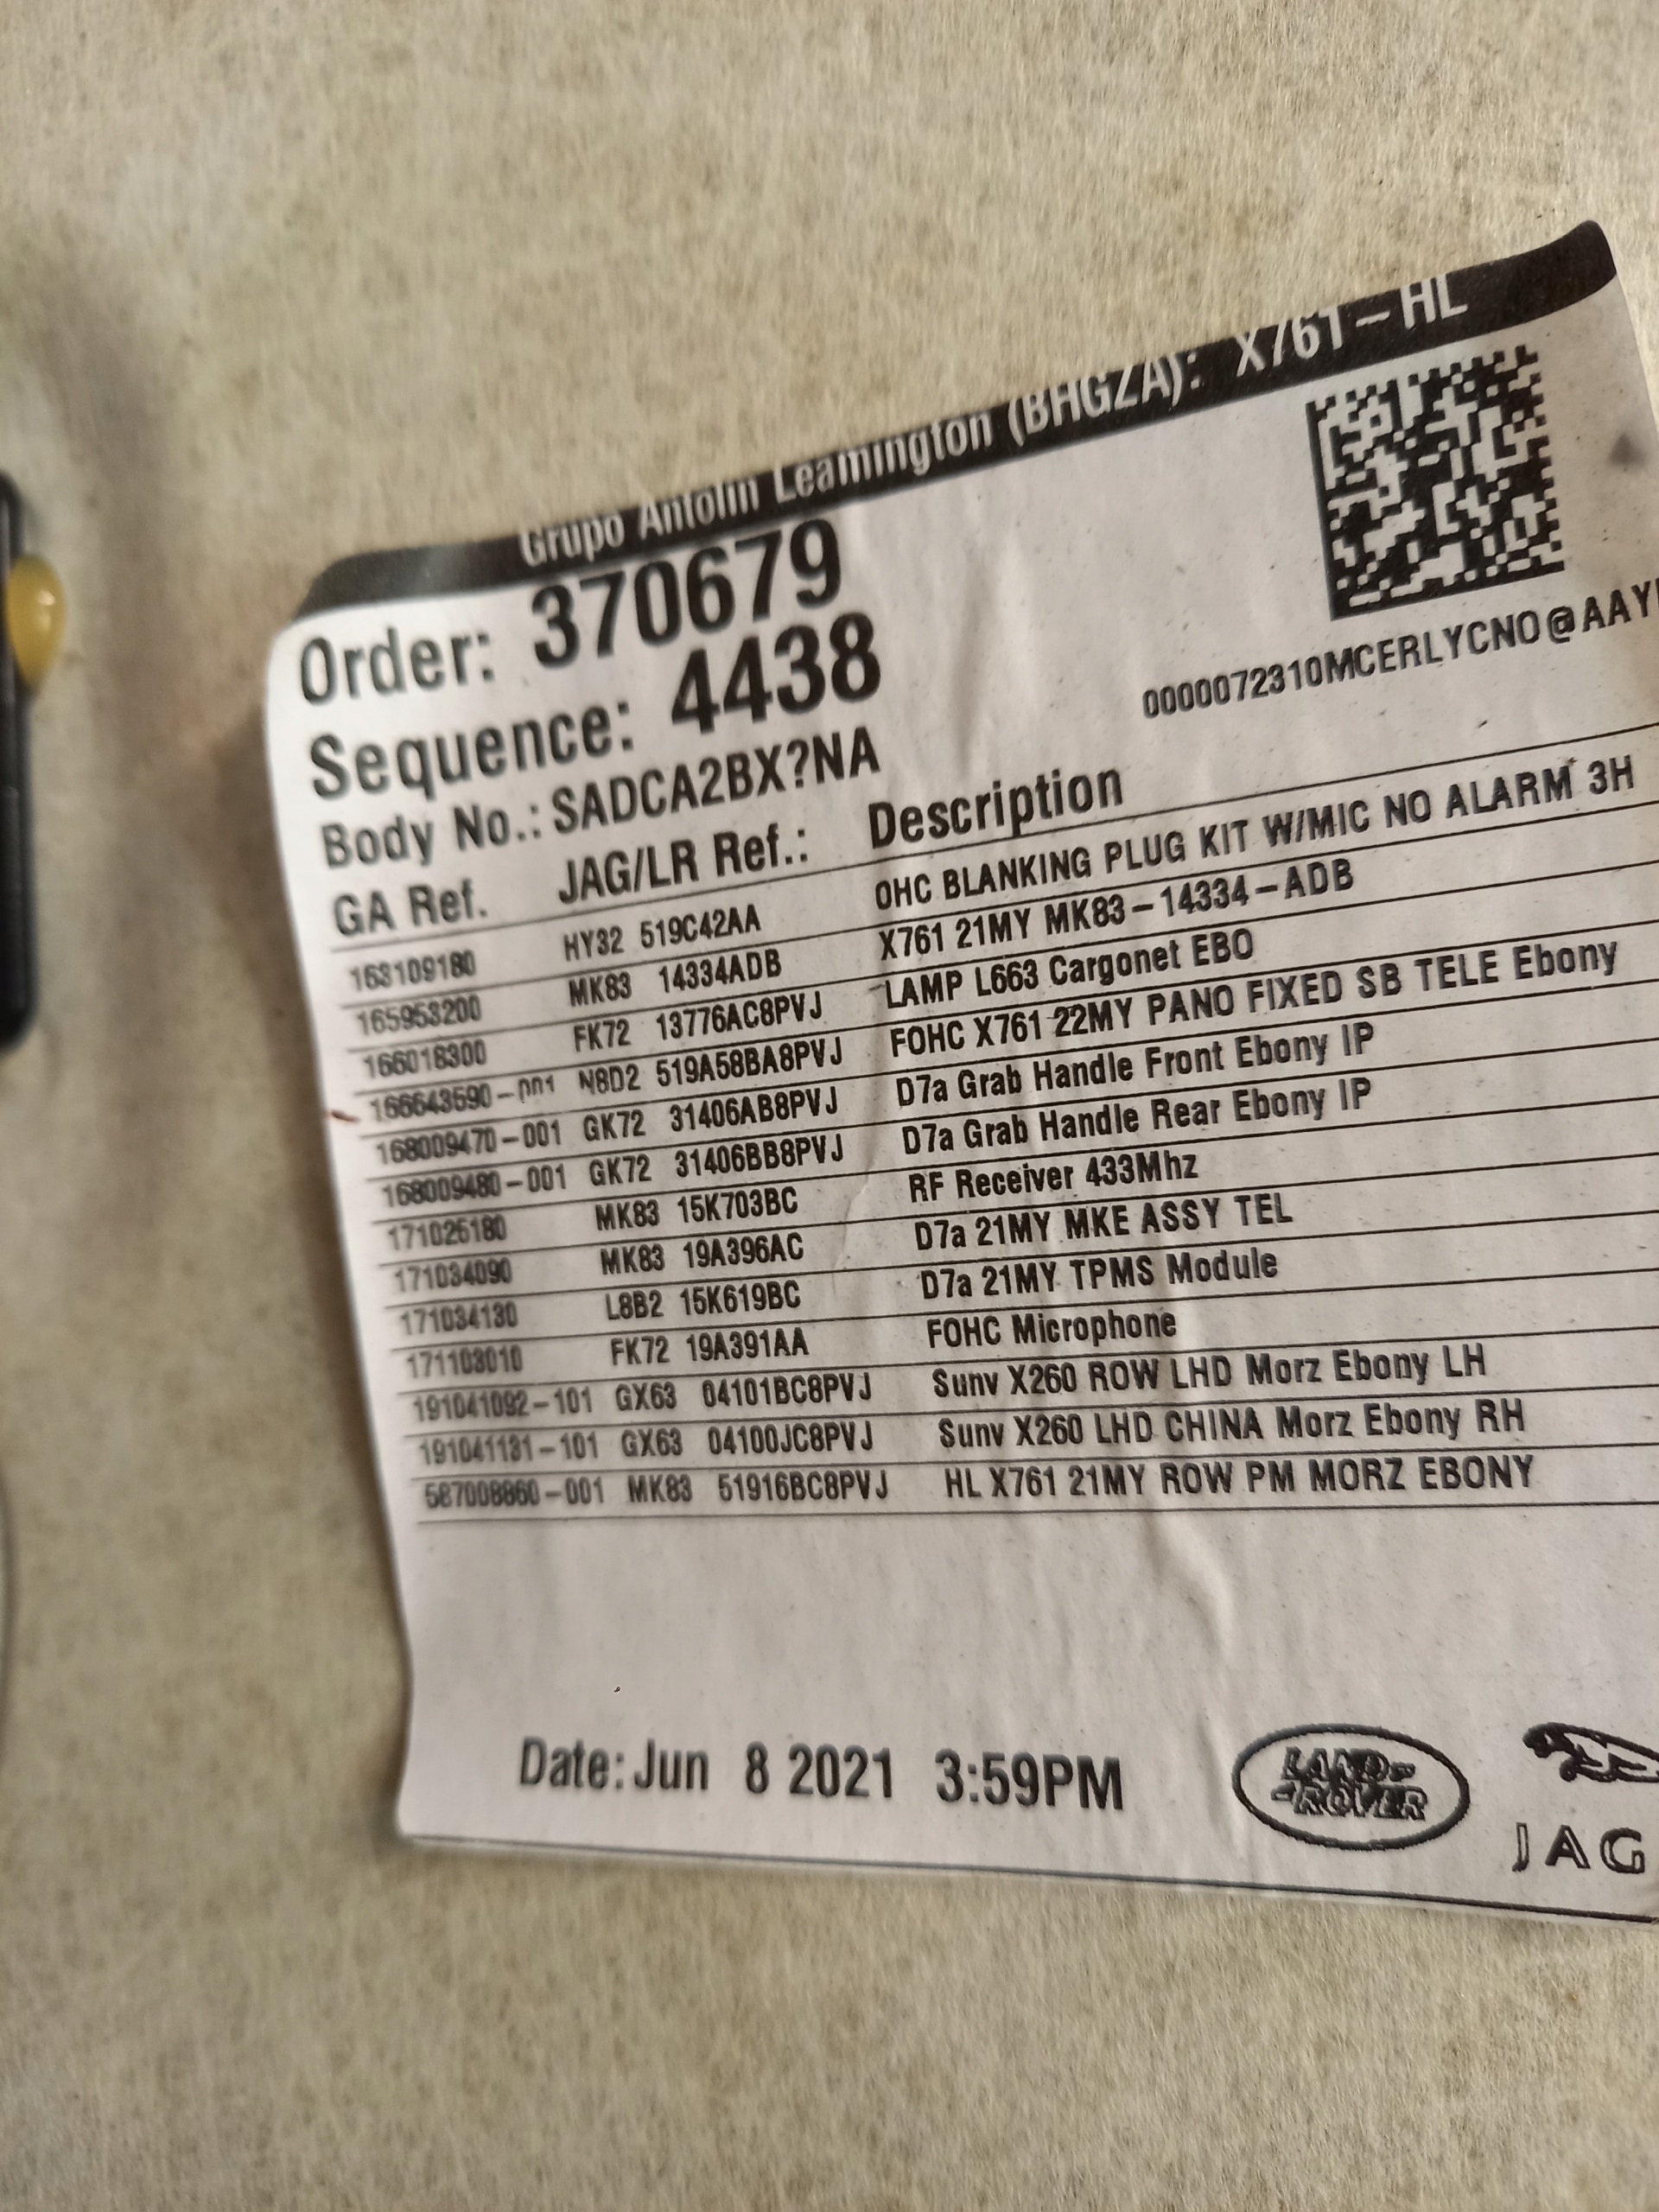 Grupo Antolin Leamington (BHGZA): X761-HL
Order: 370679
Sequence: 4438
Body No.: SADCA2BX?NA
0000072310MCERLYCNO@AAY
GA Ref. JAG/LR Ref.: Description
163109180 HY32 519C42AA OHC BLANKING PLUG KIT W/MIC NO ALARM 3H
165953200 MK83 14334ADB X761 21MY MK83-14334-ADB
166018300 FK72 13776AC8PVJ LAMP L663 Cargonet EBO
166643590-001 N8D2 519A58BA8PVJ FOHC X761 22MY PANO FIXED SB TELE Ebony
168009470-001 GK72 31406AB8PVJ D7a Grab Handle Front Ebony IP
168009480-001 GK72 31406BB8PVJ D7a Grab Handle Rear Ebony IP
171026180 MK83 15K703BC RF Receiver 433Mhz
171034090 MK83 19A396AC D7a 21MY MKE ASSY TEL
171034130 L8B2 15K619BC D7a 21MY TPMS Module
171103010 FK72 19A391AA FOHC Microphone
191041092-101 GX63 04101BC8PVJ Sunv X260 ROW LHD Morz Ebony LH
191041131-101 GX63 04100JC8PVJ Sunv X260 LHD CHINA Morz Ebony RH
587008860-001 MK83 51916BC8PVJ HL X761 21MY ROW PM MORZ EBONY
Date: Jun 8 2021 3:59PM
LAND-
-ROVER
JAG